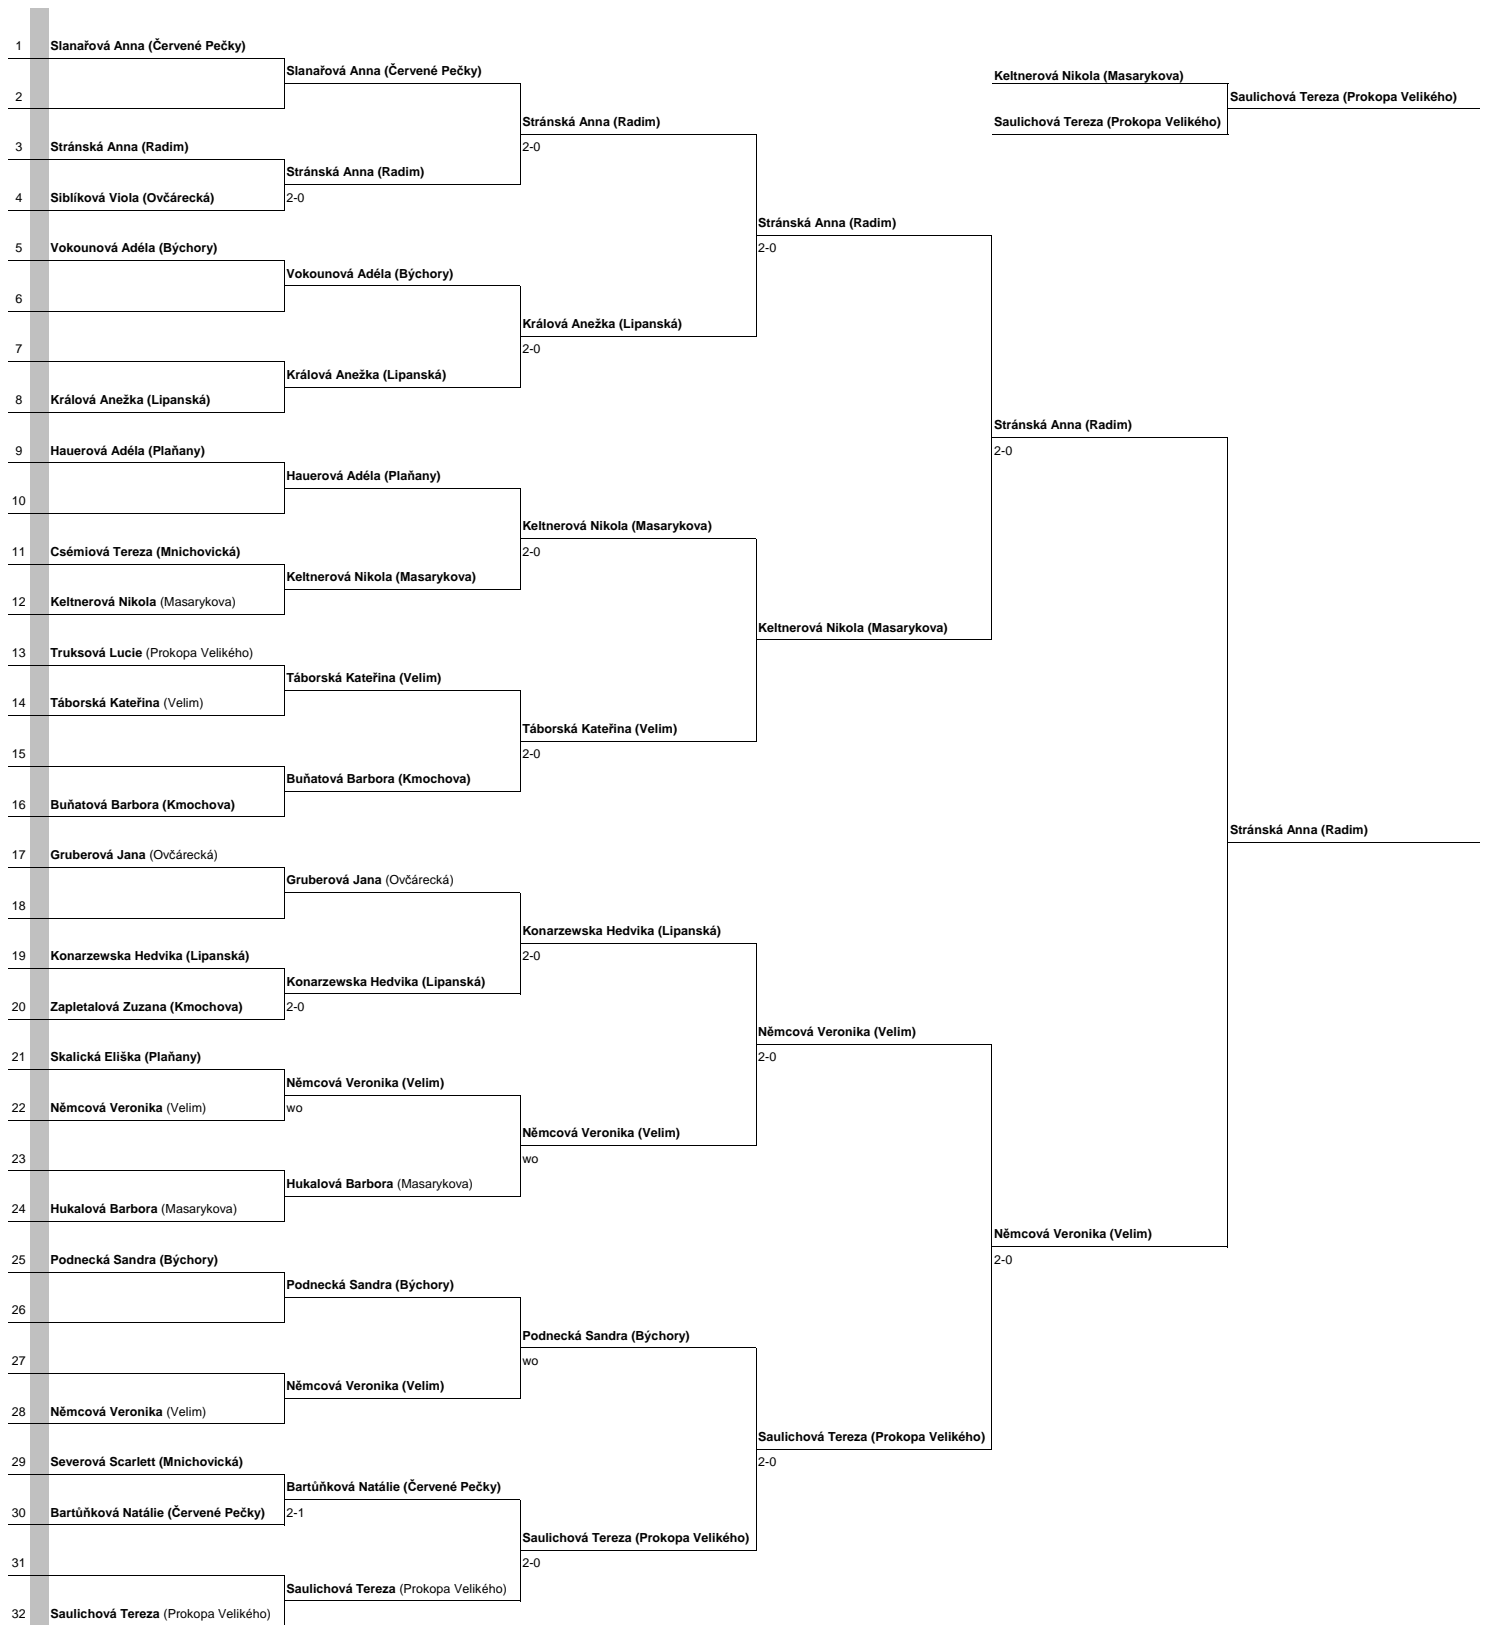 1 Slanařová Anna (Červené Pečky)
Slanařová Anna (Červené Pečky)
Keltnerová Nikola (Masarykova)
2
Saulichová Tereza (Prokopa Velikého)
Stránská Anna (Radim)
Saulichová Tereza (Prokopa Velikého)
3 Stránská Anna (Radim)
2-0
Stránská Anna (Radim)
4 Siblíková Viola (Ovčárecká)
2-0
Stránská Anna (Radim)
5 Vokounová Adéla (Býchory)
2-0
Vokounová Adéla (Býchory)
6
Králová Anežka (Lipanská)
7
2-0
Králová Anežka (Lipanská)
8 Králová Anežka (Lipanská)
Stránská Anna (Radim)
9 Hauerová Adéla (Plaňany)
2-0
Hauerová Adéla (Plaňany)
10
Keltnerová Nikola (Masarykova)
11 Csémiová Tereza (Mnichovická)
2-0
Keltnerová Nikola (Masarykova)
12 Keltnerová Nikola (Masarykova)
Keltnerová Nikola (Masarykova)
13 Truksová Lucie (Prokopa Velikého)
Táborská Kateřina (Velim)
14 Táborská Kateřina (Velim)
Táborská Kateřina (Velim)
15
2-0
Buňatová Barbora (Kmochova)
16 Buňatová Barbora (Kmochova)
Stránská Anna (Radim)
17 Gruberová Jana (Ovčárecká)
Gruberová Jana (Ovčárecká)
18
Konarzewska Hedvika (Lipanská)
19 Konarzewska Hedvika (Lipanská)
2-0
Konarzewska Hedvika (Lipanská)
20 Zapletalová Zuzana (Kmochova)
2-0
Němcová Veronika (Velim)
21 Skalická Eliška (Plaňany)
2-0
Němcová Veronika (Velim)
22 Němcová Veronika (Velim)
wo
Němcová Veronika (Velim)
23
wo
Hukalová Barbora (Masarykova)
24 Hukalová Barbora (Masarykova)
Němcová Veronika (Velim)
25 Podnecká Sandra (Býchory)
2-0
Podnecká Sandra (Býchory)
26
Podnecká Sandra (Býchory)
27
wo
Němcová Veronika (Velim)
28 Němcová Veronika (Velim)
Saulichová Tereza (Prokopa Velikého)
29 Severová Scarlett (Mnichovická)
2-0
Bartůňková Natálie (Červené Pečky)
30 Bartůňková Natálie (Červené Pečky)
2-1
Saulichová Tereza (Prokopa Velikého)
31
2-0
Saulichová Tereza (Prokopa Velikého)
32 Saulichová Tereza (Prokopa Velikého)